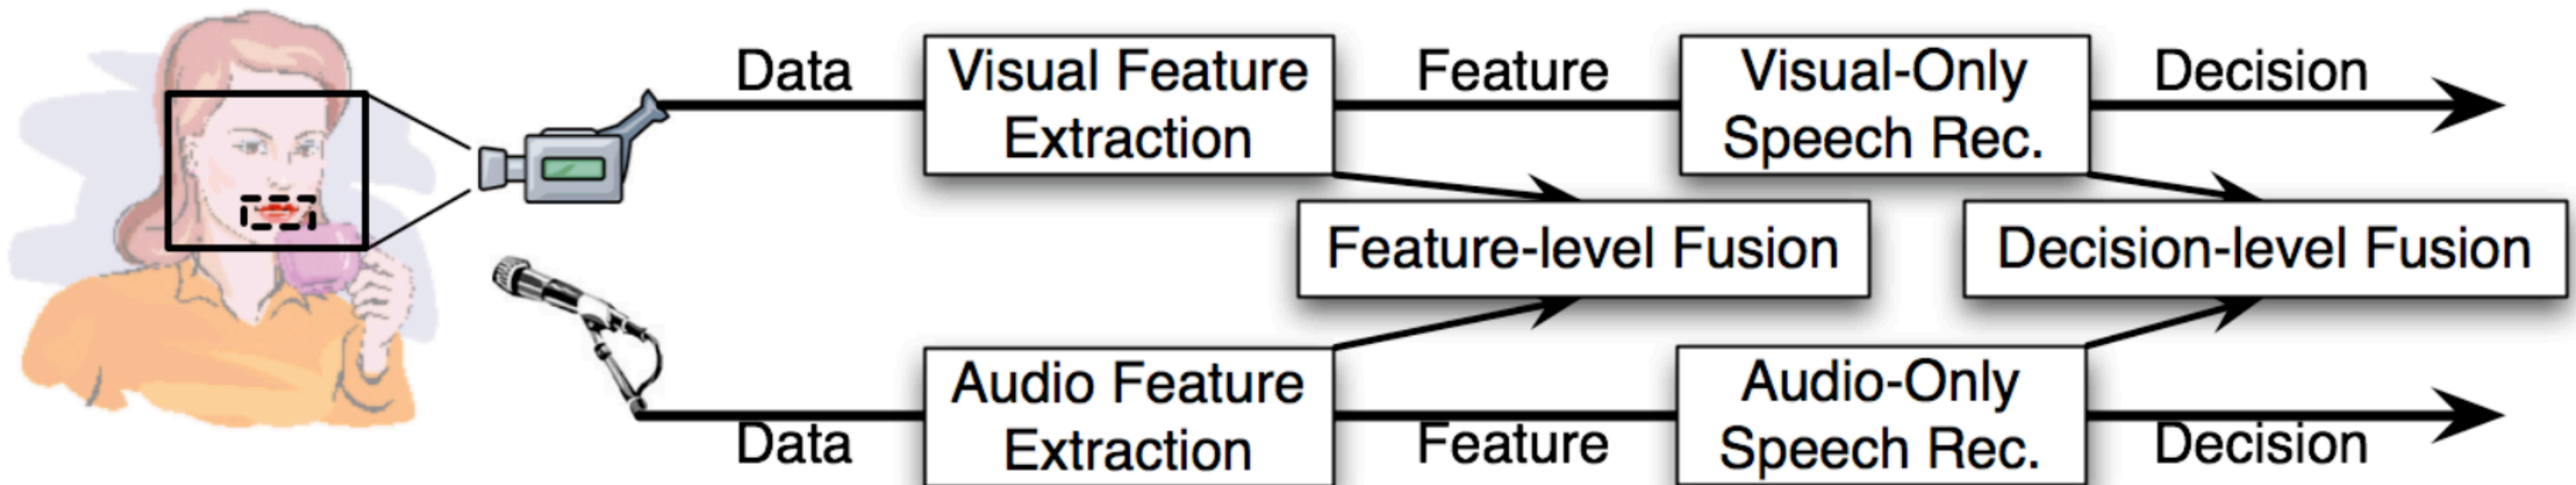 Data
Visual Feature
Extraction
Feature
Visual-Only
Speech Rec.
Decision
Feature-level Fusion
Decision-level Fusion
Data
Audio Feature
Extraction
Feature
Audio-Only
Speech Rec.
Decision